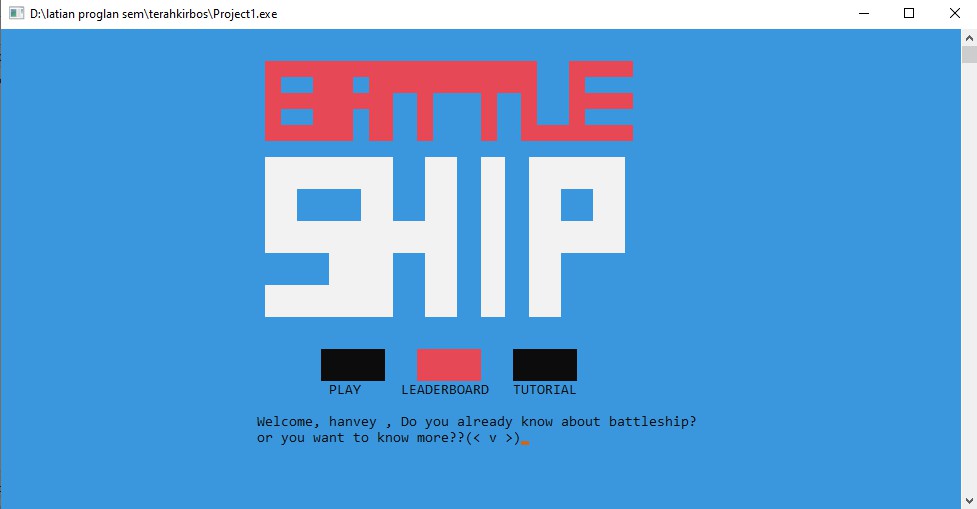 D:\latian proglan sem\terahkirbos\Project1.exe
BATTLE
SHIP
PLAY LEADERBOARD TUTORIAL
Welcome, hanvey , Do you already know about battleship?
or you want to know more??(< v >)